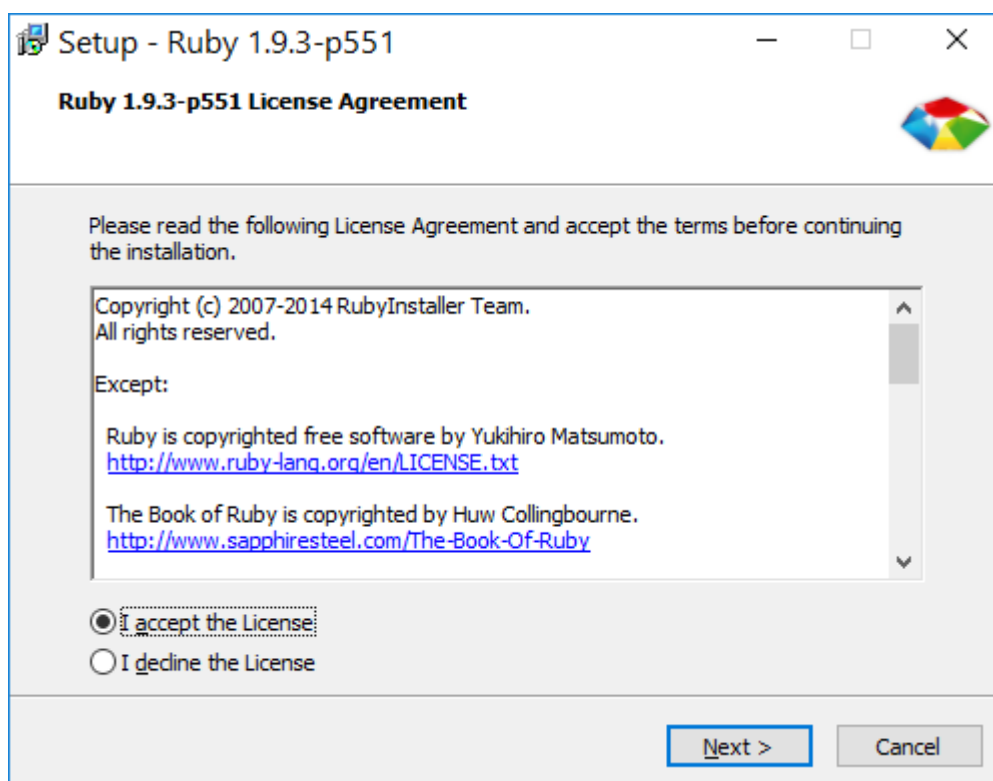 Setup - Ruby 1.9.3-p551
Ruby 1.9.3-p551 License Agreement
Please read the following License Agreement and accept the terms before continuing
the installation.
Copyright (c) 2007-2014 RubyInstaller Team.
All rights reserved.
Except:
Ruby is copyrighted free software by Yukihiro Matsumoto.
http://www.ruby-lang.org/en/LICENSE.txt
The Book of Ruby is copyrighted by Huw Collingbourne.
http://www.sapphiresteel.com/The-Book-Of-Ruby
I accept the License
I decline the License
Next >
Cancel